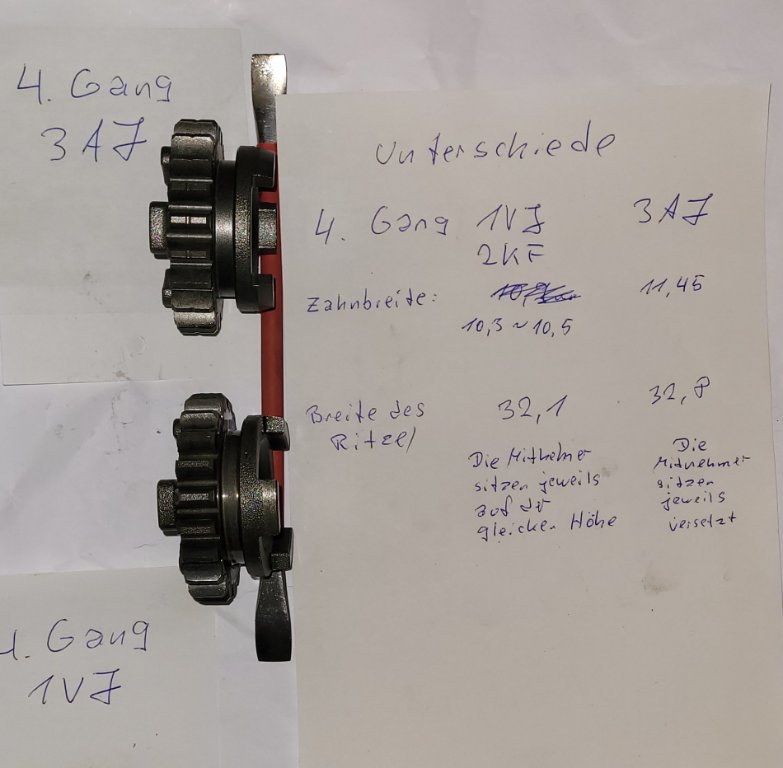 4. Gang
3AJ
Unterschiede
4. Gang 1VJ 3AJ
2KF
Zahnbreite: 11,45
10,3 ~ 10,5
Breite des 32,1 32,8
Ritzel
Die Mitnehmer
sitzen jeweils
auf der
gleichen Höhe
Die
Mitnehmer
sitzen
jeweils
versetzt
4. Gang
1VJ